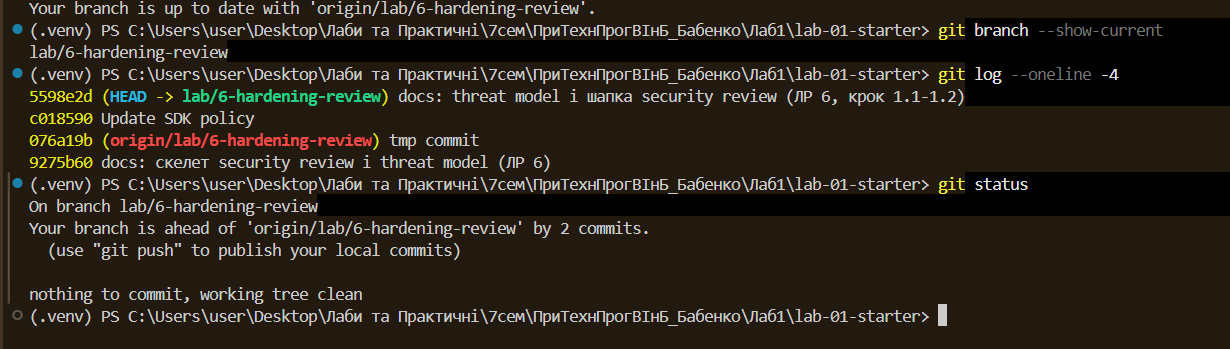 Your branch is up to date with 'origin/lab/6-hardening-review'.
(.venv) PS C:\Users\user\Desktop\Лаби та Практичні\7сем\ПриТехнПрогВІнБ_Бабенко\Лаб1\lab-01-starter> git branch --show-current
lab/6-hardening-review
(.venv) PS C:\Users\user\Desktop\Лаби та Практичні\7сем\ПриТехнПрогВІнБ_Бабенко\Лаб1\lab-01-starter> git log --oneline -4
5598e2d (HEAD -> lab/6-hardening-review) docs: threat model і шапка security review (ЛР 6, крок 1.1-1.2)
c018590 Update SDK policy
076a19b (origin/lab/6-hardening-review) tmp commit
9275b60 docs: скелет security review і threat model (ЛР 6)
(.venv) PS C:\Users\user\Desktop\Лаби та Практичні\7сем\ПриТехнПрогВІнБ_Бабенко\Лаб1\lab-01-starter> git status
On branch lab/6-hardening-review
Your branch is ahead of 'origin/lab/6-hardening-review' by 2 commits.
  (use "git push" to publish your local commits)

nothing to commit, working tree clean
(.venv) PS C:\Users\user\Desktop\Лаби та Практичні\7сем\ПриТехнПрогВІнБ_Бабенко\Лаб1\lab-01-starter>